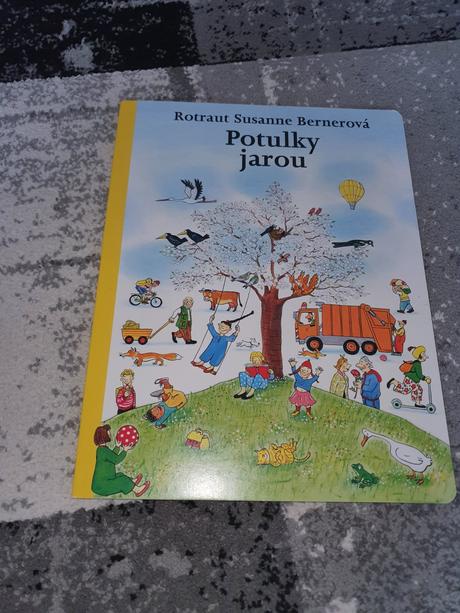 Rotraut Susanne Bernerová
Potulky
jarou